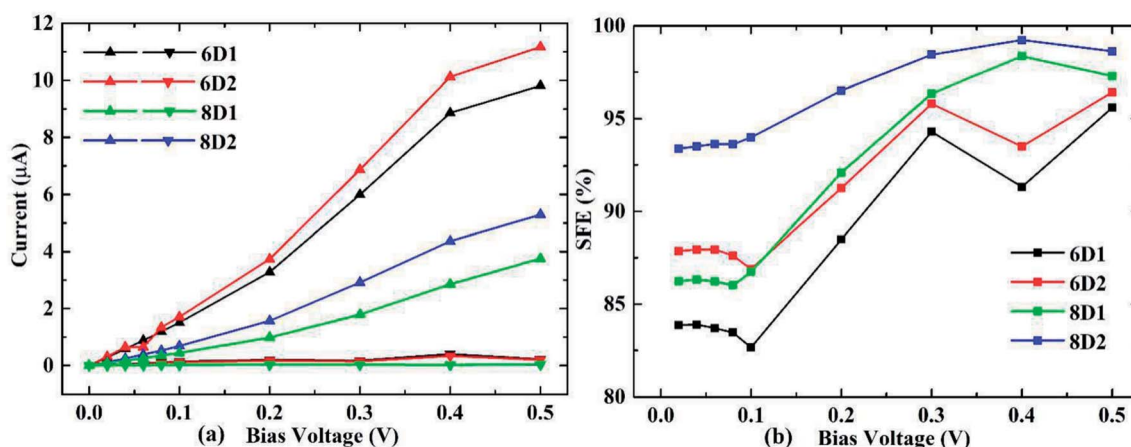 12
10
8
6
4
2
0
Current (μA)
6D1
6D2
8D1
8D2
0.0 0.1 0.2 0.3 0.4 0.5
(a) Bias Voltage (V)
100
95
90
85
80
SFE (%)
6D1
6D2
8D1
8D2
0.0 0.1 0.2 0.3 0.4 0.5
(b) Bias Voltage (V)